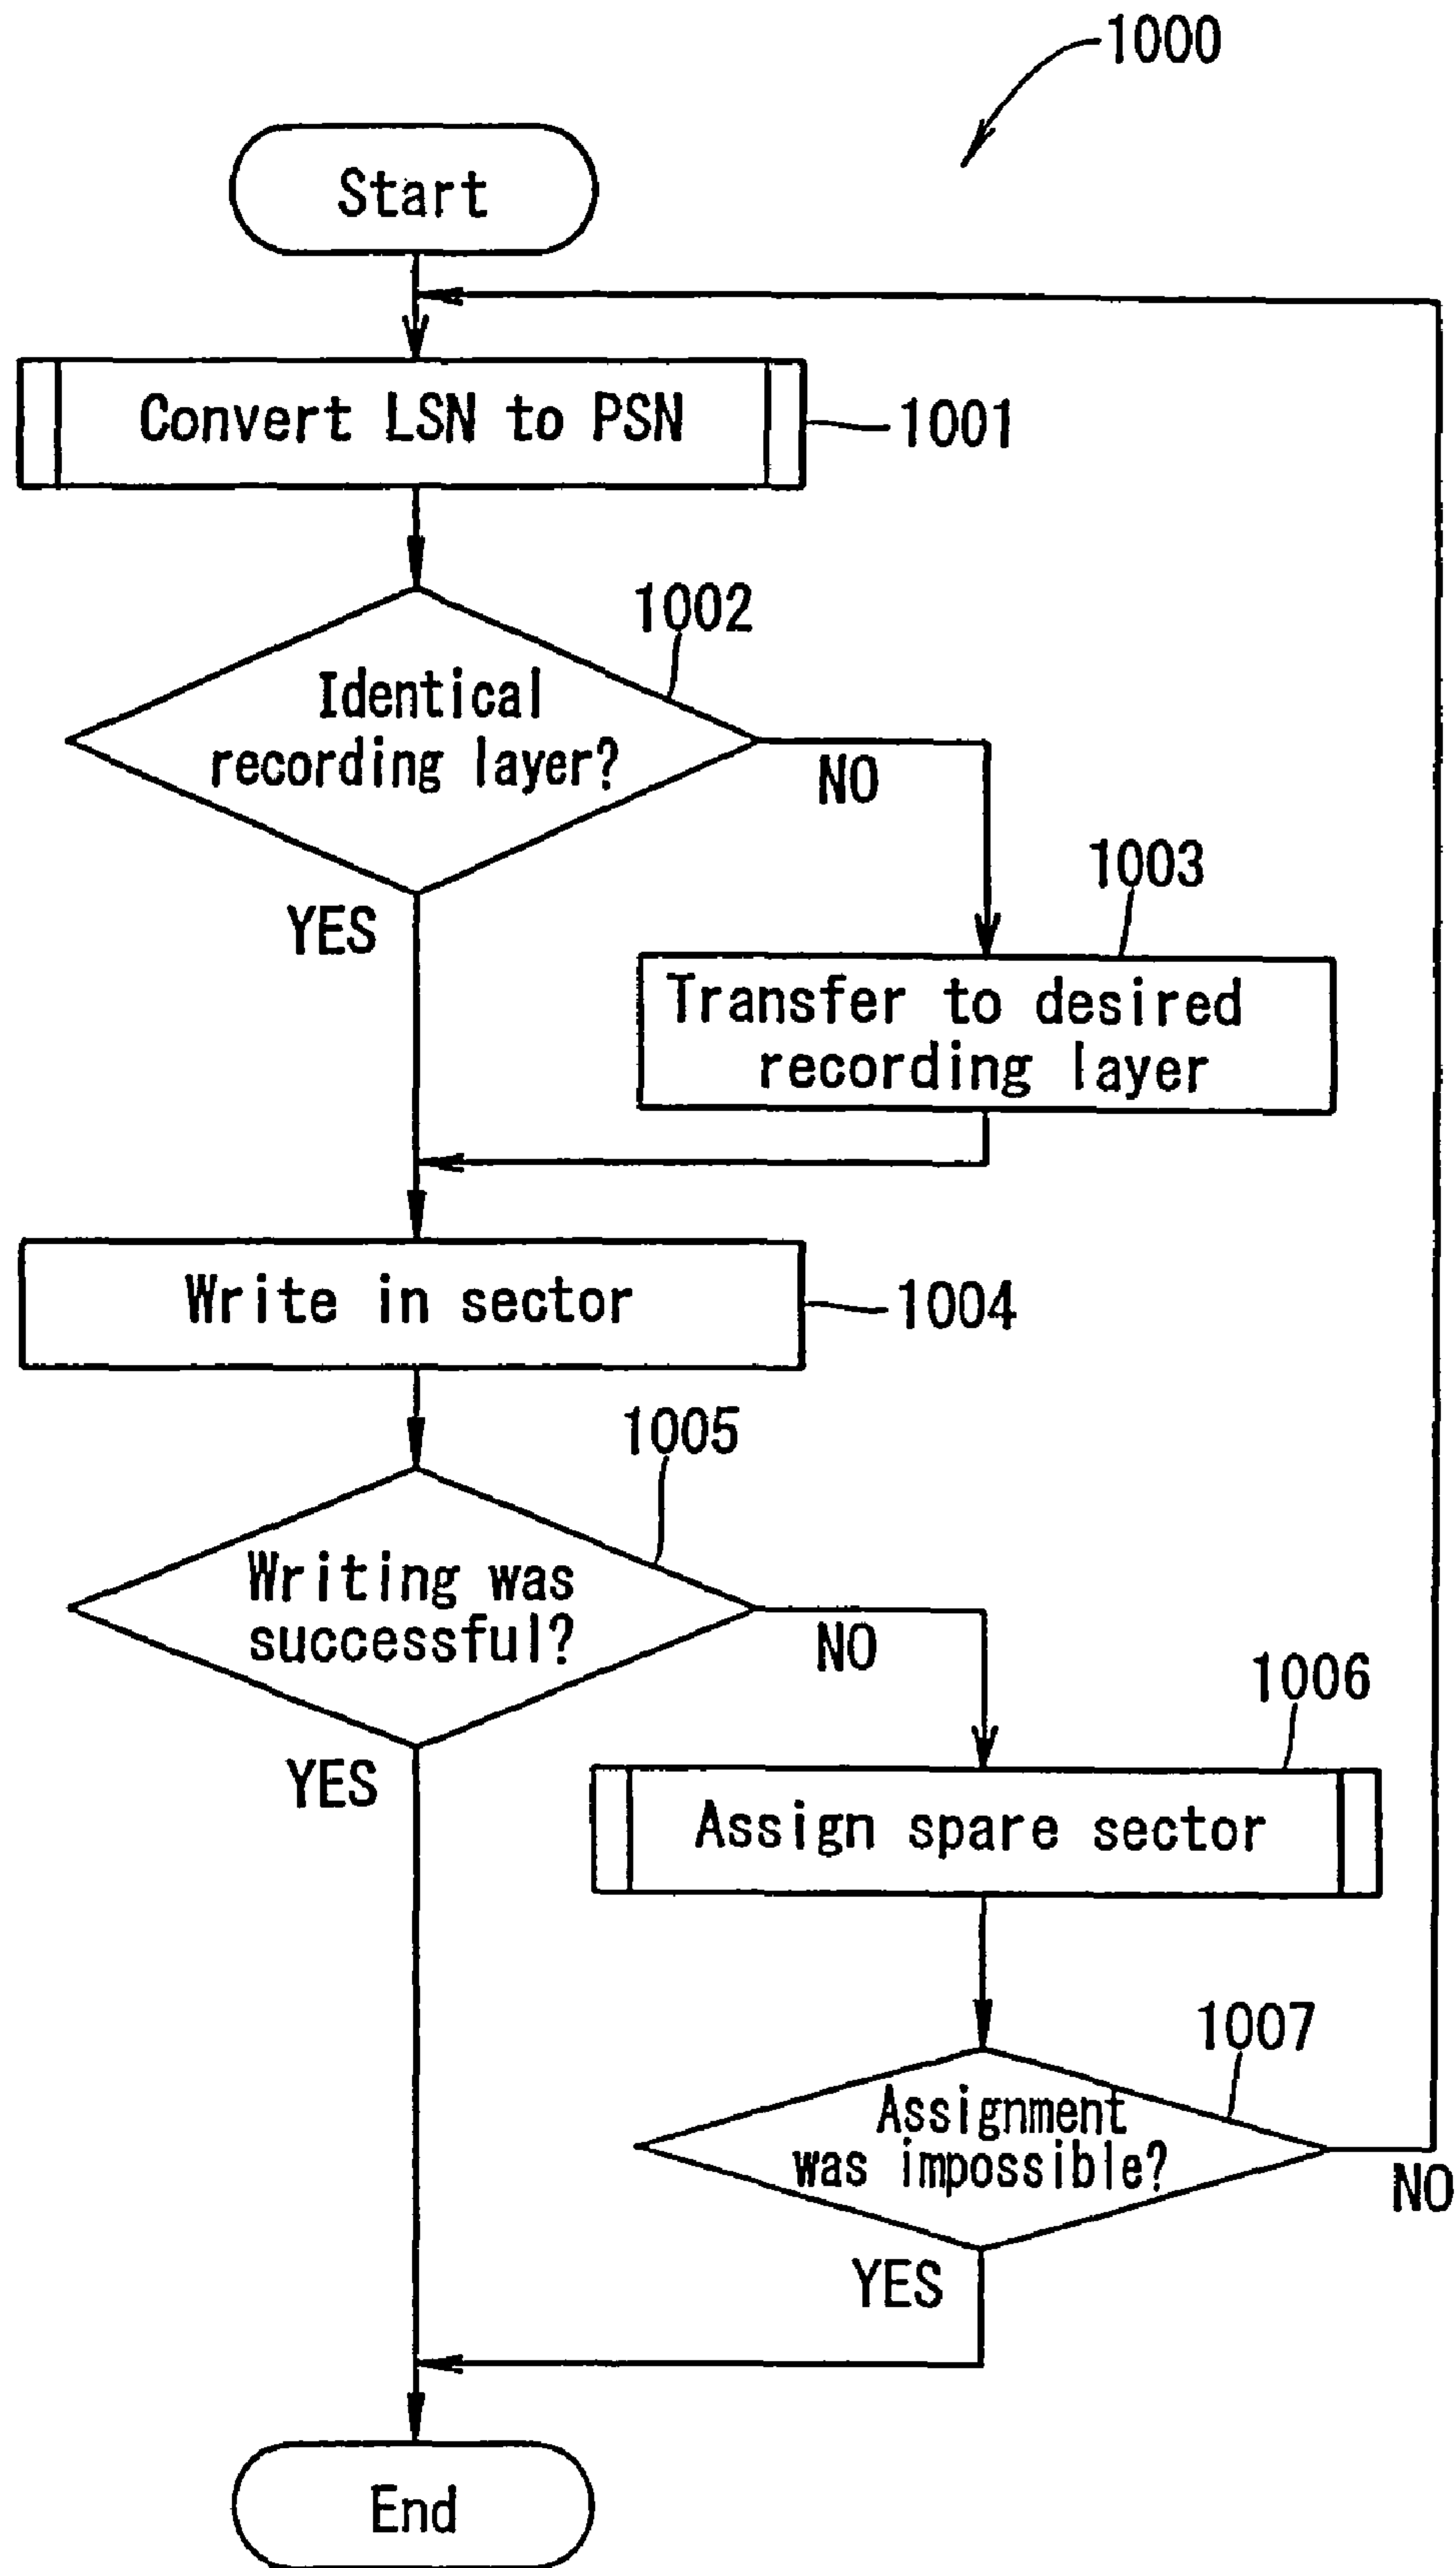 1000
Start
Convert LSN to PSN
1001
1002
Identical
recording layer?
NO
YES
1003
Transfer to desired
recording layer
Write in sector
1004
1005
Writing was
successful?
NO
YES
1006
Assign spare sector
1007
Assignment
was impossible?
NO
YES
End